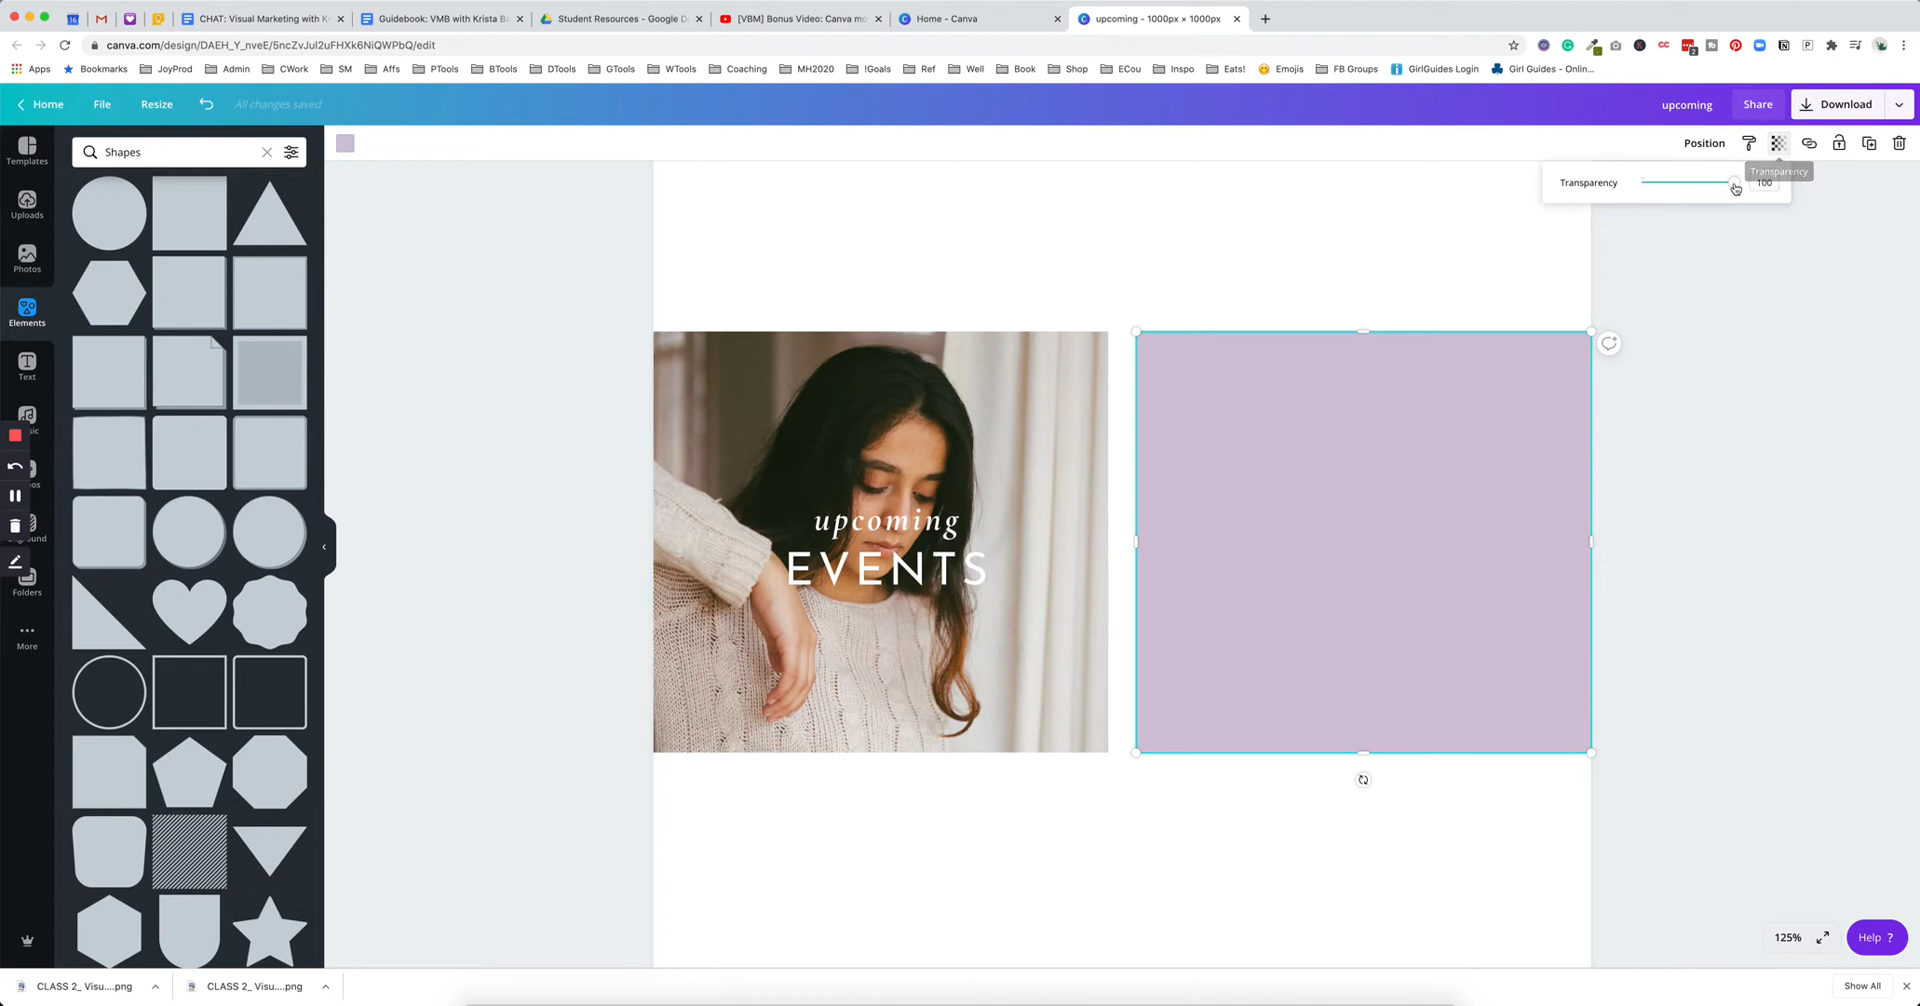 CHAT: Visual Marketing with K
Guidebook: VMB with Krista B
Student Resources - Google D
[VBM] Bonus Video: Canva mo
Home - Canva
upcoming - 1000px × 1000px
canva.com/design/DAEH_Y_nveE/5ncZvJul2uFHXk6NiQWPbQ/edit
Apps
Bookmarks
JoyProd
Admin
CWork
SM
Affs
PTools
BTools
DTools
GTools
WTools
Coaching
MH2020
!Goals
Ref
Well
Book
Shop
ECou
Inspo
Eats!
Emojis
FB Groups
GirlGuides Login
Girl Guides - Onlin...
Home
File
Resize
All changes saved
upcoming
Share
Download
Templates
Shapes
Position
Transparency
Transparency
100
Uploads
Photos
Elements
Text
Folders
More
upcoming
EVENTS
125%
Help ?
CLASS 2_ Visu....png
CLASS 2_ Visu....png
Show All